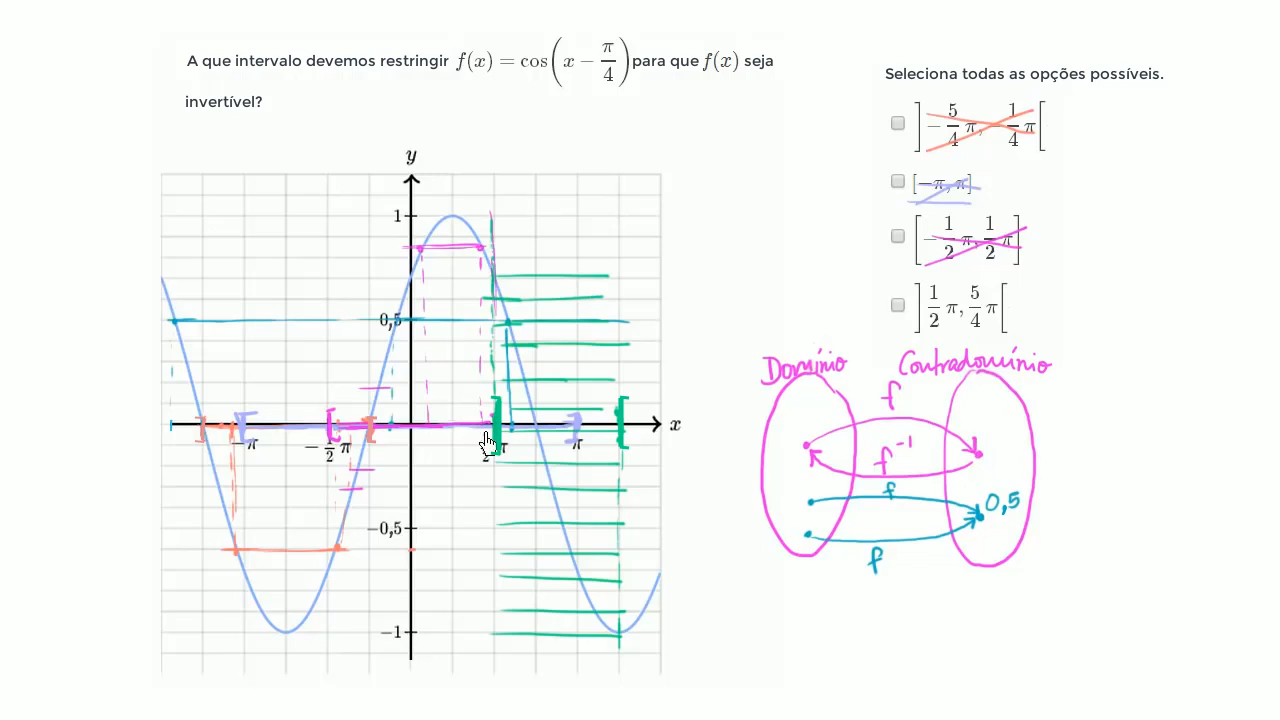 A que intervalo devemos restringir f(x) = cos(x − π/4) para que f(x) seja
invertível?
Seleciona todas as opções possíveis.
]−5/4 π, −1/4 π[
[−π, π]
[−1/2 π, 1/2 π]
]1/2 π, 5/4 π[
y
1
0,5
−π
−1/2 π
2 π
π
x
−0,5
−1
Domínio
Contradomínio
f
f⁻¹
f
0,5
f